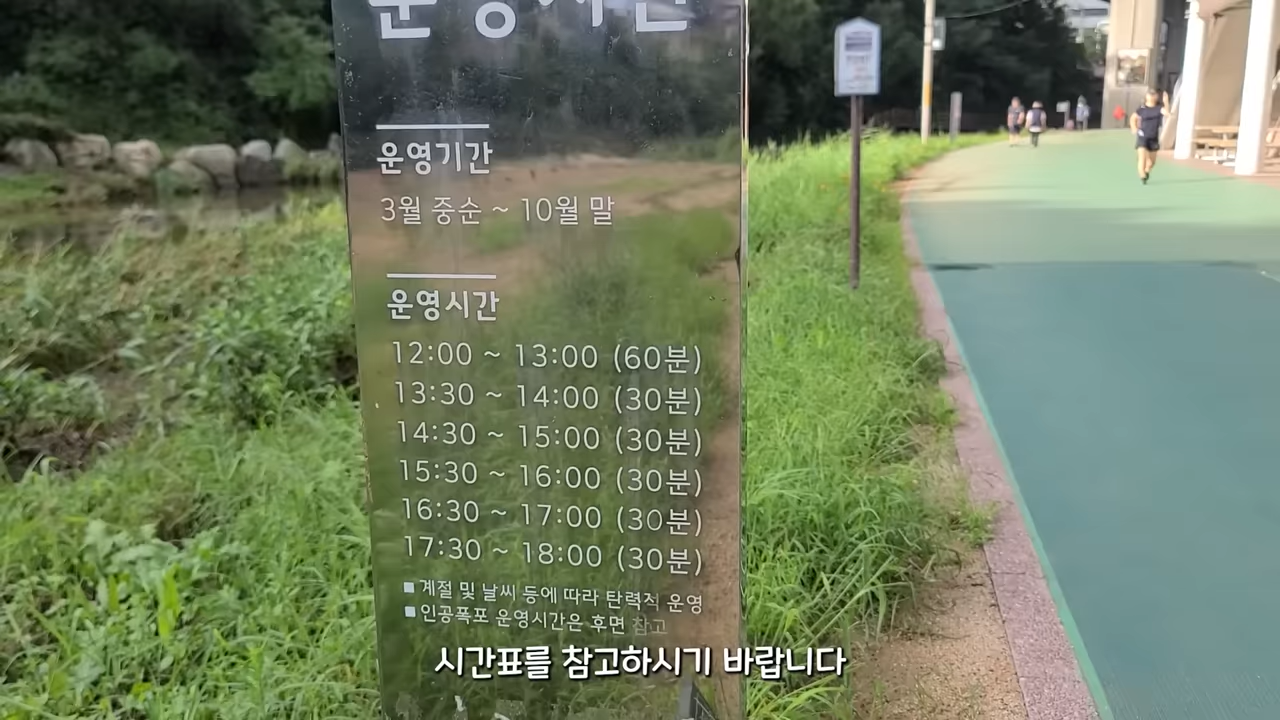 운영시간
운영기간
3월 중순 ~ 10월 말
운영시간
12:00 ~ 13:00 (60분)
13:30 ~ 14:00 (30분)
14:30 ~ 15:00 (30분)
15:30 ~ 16:00 (30분)
16:30 ~ 17:00 (30분)
17:30 ~ 18:00 (30분)
■ 계절 및 날씨 등에 따라 탄력적 운영
■ 인공폭포 운영시간은 후면 참고
시간표를 참고하시기 바랍니다